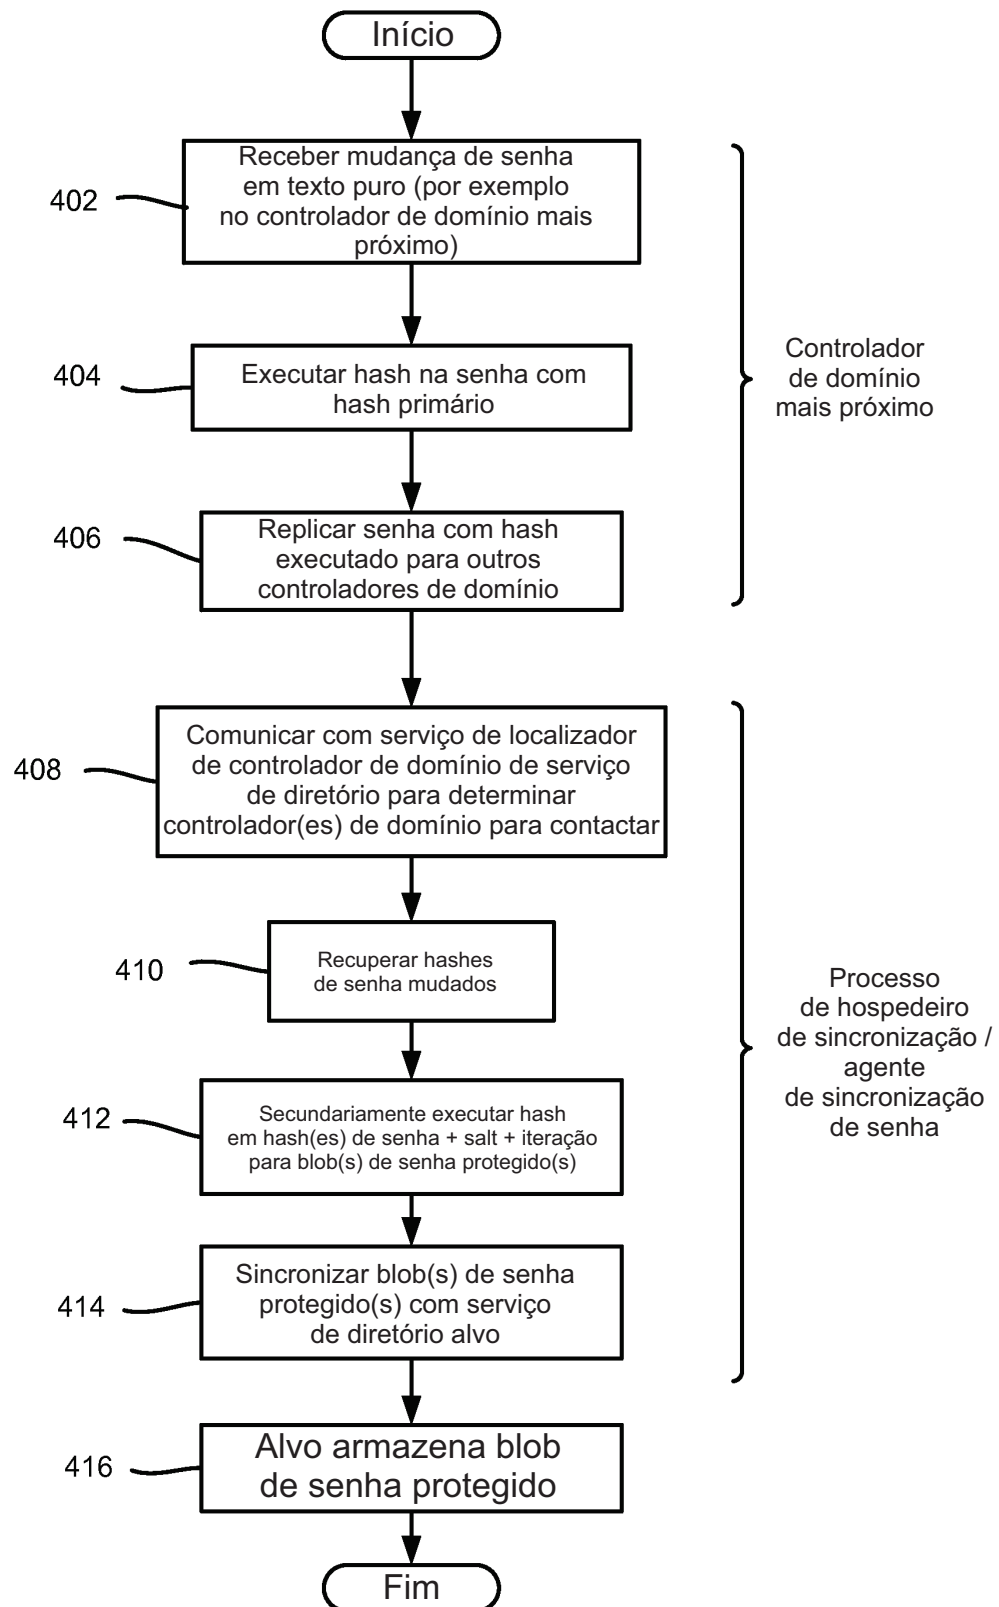 Início
402
Receber mudança de senha
em texto puro (por exemplo
no controlador de domínio mais
próximo)
404
Executar hash na senha com
hash primário
Controlador
de domínio
mais próximo
406
Replicar senha com hash
executado para outros
controladores de domínio
408
Comunicar com serviço de localizador
de controlador de domínio de serviço
de diretório para determinar
controlador(es) de domínio para contactar
410
Recuperar hashes
de senha mudados
Processo
de hospedeiro
de sincronização /
agente
de sincronização
de senha
412
Secundariamente executar hash
em hash(es) de senha + salt + iteração
para blob(s) de senha protegido(s)
414
Sincronizar blob(s) de senha
protegido(s) com serviço
de diretório alvo
416
Alvo armazena blob
de senha protegido
Fim